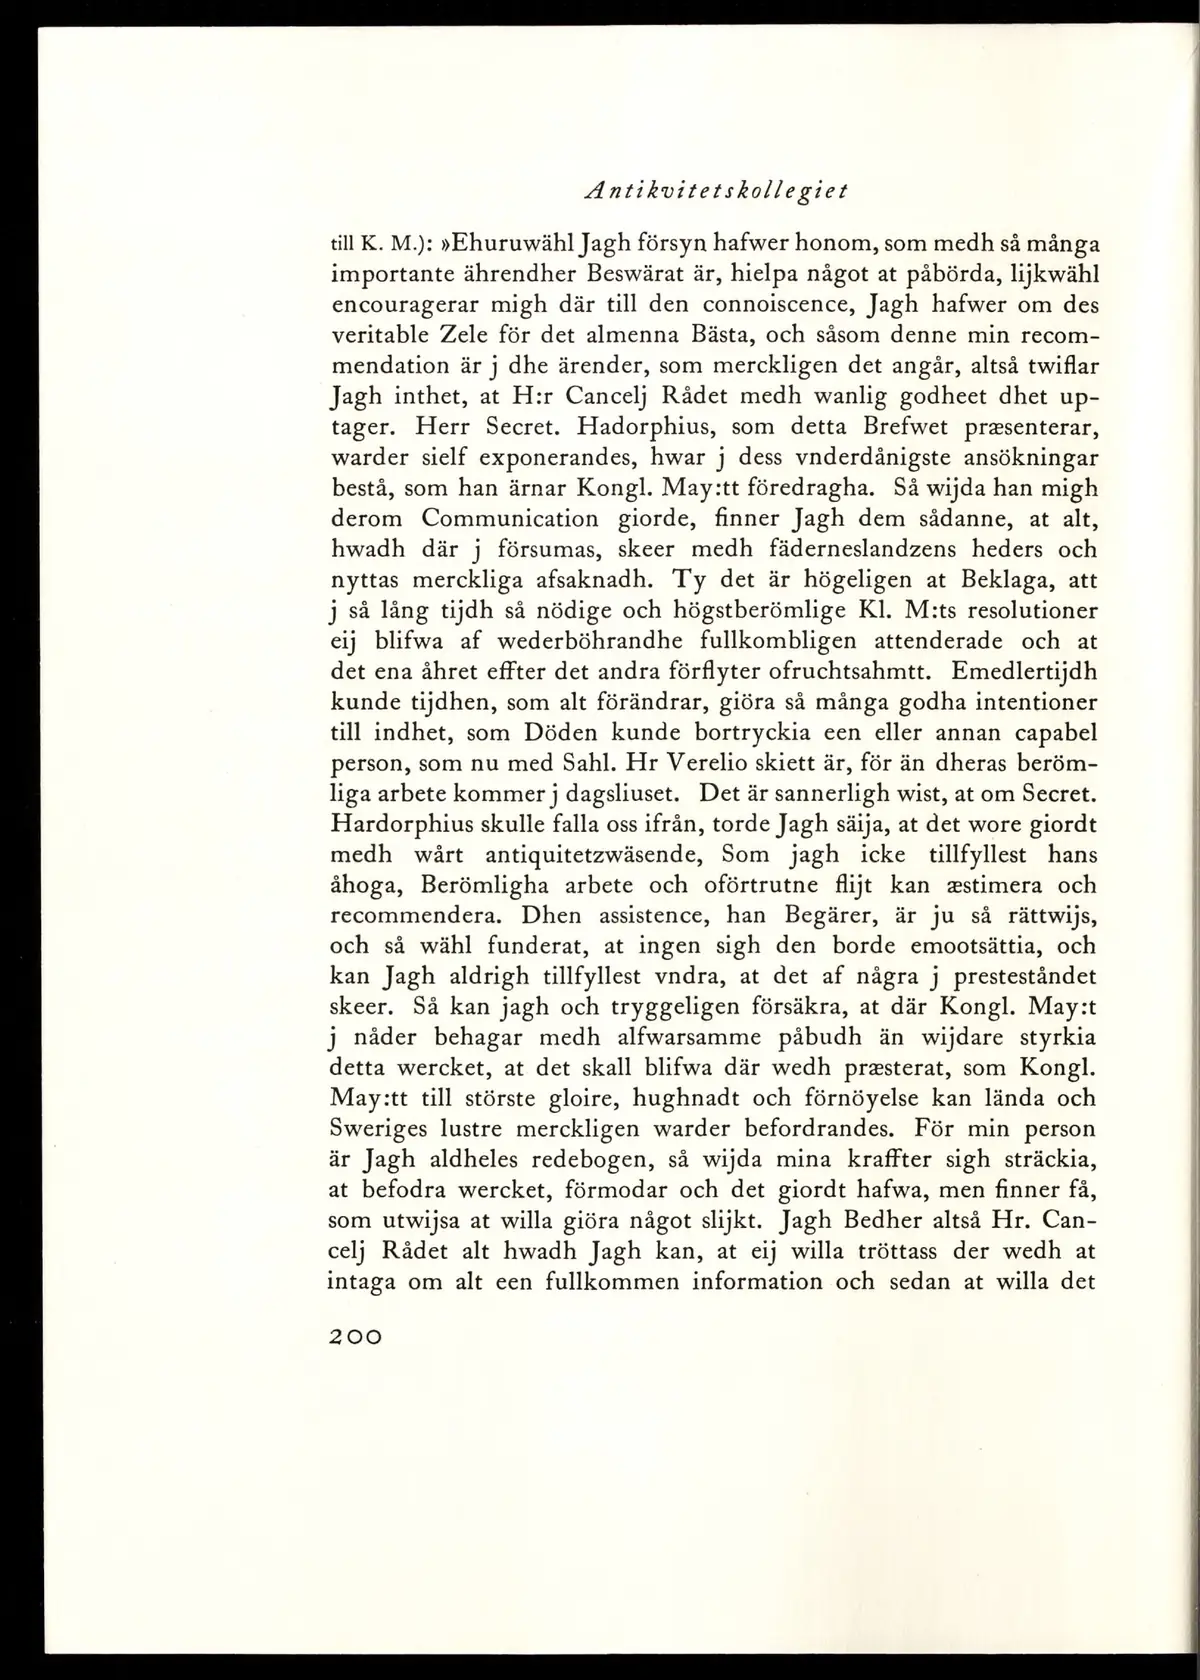 Antikvitetskollegiet
till K. M.): »Ehuruwähl Jagh försyn hafwer honom, som medh så många
importante ährendher Beswärat är, hielpa något at påbörda, lijkwähl
encouragerar migh där till den connoiscence, Jagh hafwer om des
veritable Zele för det almenna Bästa, och såsom denne min recom-
mendation är j dhe ärender, som merckligen det angår, altså twiflar
Jagh inthet, at H:r Cancelj Rådet medh wanlig godheet dhet up-
tager. Herr Secret. Hadorphius, som detta Brefwet præsenterar,
warder sielf exponerandes, hwar j dess vnderdånigste ansökningar
bestå, som han ärnar Kongl. May:tt föredragha. Så wijda han migh
derom Communication giorde, finner Jagh dem sådanne, at alt,
hwadh där j försumas, skeer medh fäderneslandzens heders och
nyttas merckliga afsaknadh. Ty det är högeligen at Beklaga, att
j så lång tijdh så nödige och högstberömlige Kl. M:ts resolutioner
eij blifwa af wederböhrandhe fullkombligen attenderade och at
det ena åhret effter det andra förflyter ofruchtsahmtt. Emedlertijdh
kunde tijdhen, som alt förändrar, giöra så många godha intentioner
till indhet, som Döden kunde bortryckia een eller annan capabel
person, som nu med Sahl. Hr Verelio skiett är, för än dheras beröm-
liga arbete kommer j dagsliuset. Det är sannerligh wist, at om Secret.
Hardorphius skulle falla oss ifrån, torde Jagh säija, at det wore giordt
medh wårt antiquitetzwäsende, Som jagh icke tillfyllest hans
åhoga, Berömligha arbete och oförtrutne flijt kan æstimera och
recommendera. Dhen assistence, han Begärer, är ju så rättwijs,
och så wähl funderat, at ingen sigh den borde emootsättia, och
kan Jagh aldrigh tillfyllest vndra, at det af några j presteståndet
skeer. Så kan jagh och tryggeligen försäkra, at där Kongl. May:t
j nåder behagar medh alfwarsamme påbudh än wijdare styrkia
detta wercket, at det skall blifwa där wedh præsterat, som Kongl.
May:tt till störste gloire, hughnadt och förnöyelse kan lända och
Sweriges lustre merckligen warder befordrandes. För min person
är Jagh aldheles redebogen, så wijda mina kraffter sigh sträckia,
at befodra wercket, förmodar och det giordt hafwa, men finner få,
som utwijsa at willa giöra något slijkt. Jagh Bedher altså Hr. Can-
celj Rådet alt hwadh Jagh kan, at eij willa tröttass der wedh at
intaga om alt een fullkommen information och sedan at willa det
200